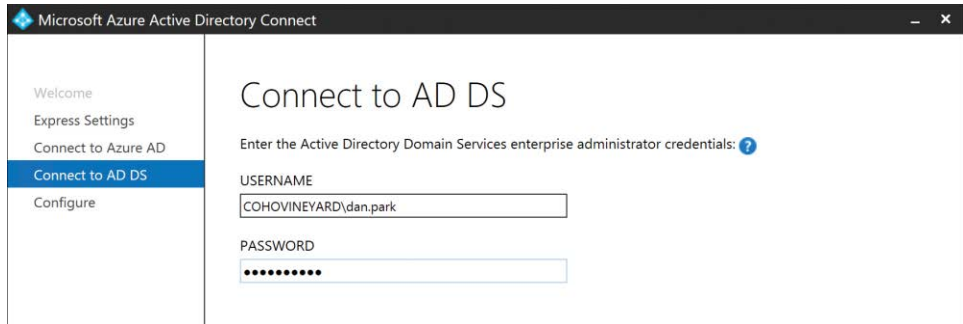 Microsoft Azure Active Directory Connect
Welcome
Express Settings
Connect to Azure AD
Connect to AD DS
Configure
Connect to AD DS
Enter the Active Directory Domain Services enterprise administrator credentials: ?
USERNAME
COHOVINEYARD\dan.park
PASSWORD
●●●●●●●●●●